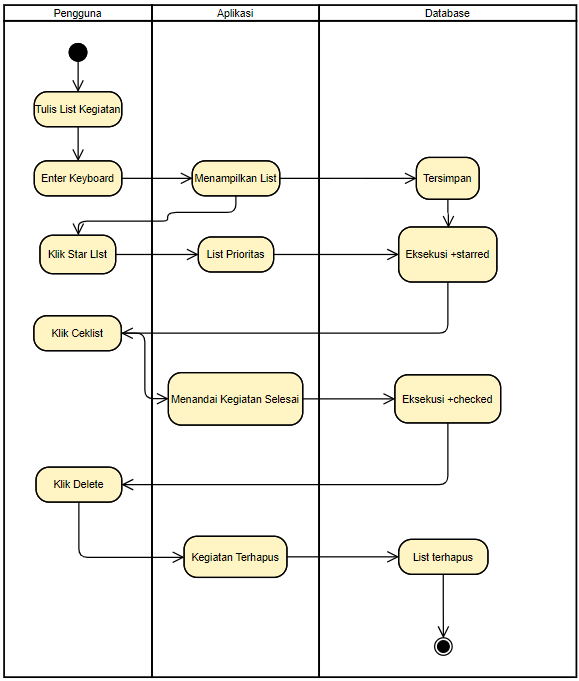 Pengguna
Aplikasi
Database
Tulis List Kegiatan
Enter Keyboard
Menampilkan List
Tersimpan
Klik Star LIst
List Prioritas
Eksekusi +starred
Klik Ceklist
Menandai Kegiatan Selesai
Eksekusi +checked
Klik Delete
Kegiatan Terhapus
List terhapus